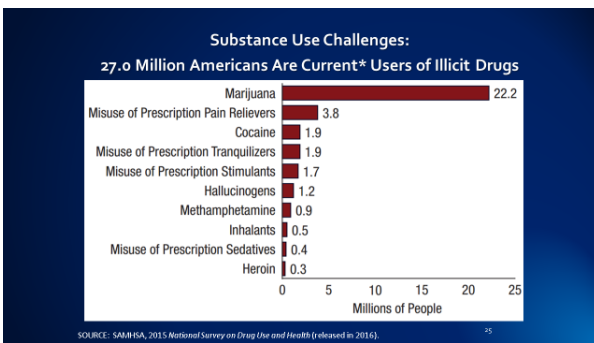 Substance Use Challenges:
27.0 Million Americans Are Current* Users of Illicit Drugs
Marijuana 22.2
Misuse of Prescription Pain Relievers 3.8
Cocaine 1.9
Misuse of Prescription Tranquilizers 1.9
Misuse of Prescription Stimulants 1.7
Hallucinogens 1.2
Methamphetamine 0.9
Inhalants 0.5
Misuse of Prescription Sedatives 0.4
Heroin 0.3
0 5 10 15 20 25
Millions of People
SOURCE: SAMHSA, 2015 National Survey on Drug Use and Health (released in 2016).
25